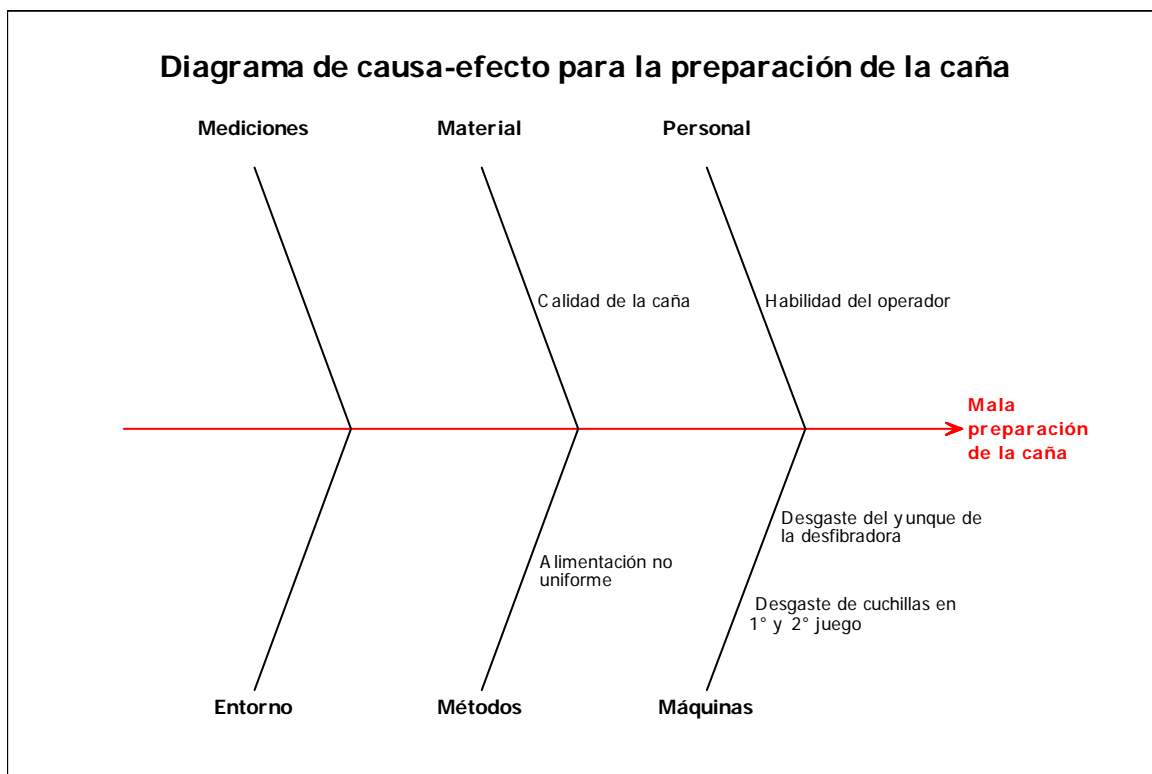 Diagrama de causa-efecto para la preparación de la caña
Mediciones
Material
Personal
Calidad de la caña
Habilidad del operador
Mala
preparación
de la caña
Desgaste del yunque de
la desfibradora
Alimentación no
uniforme
Desgaste de cuchillas en
1° y 2° juego
Entorno
Métodos
Máquinas